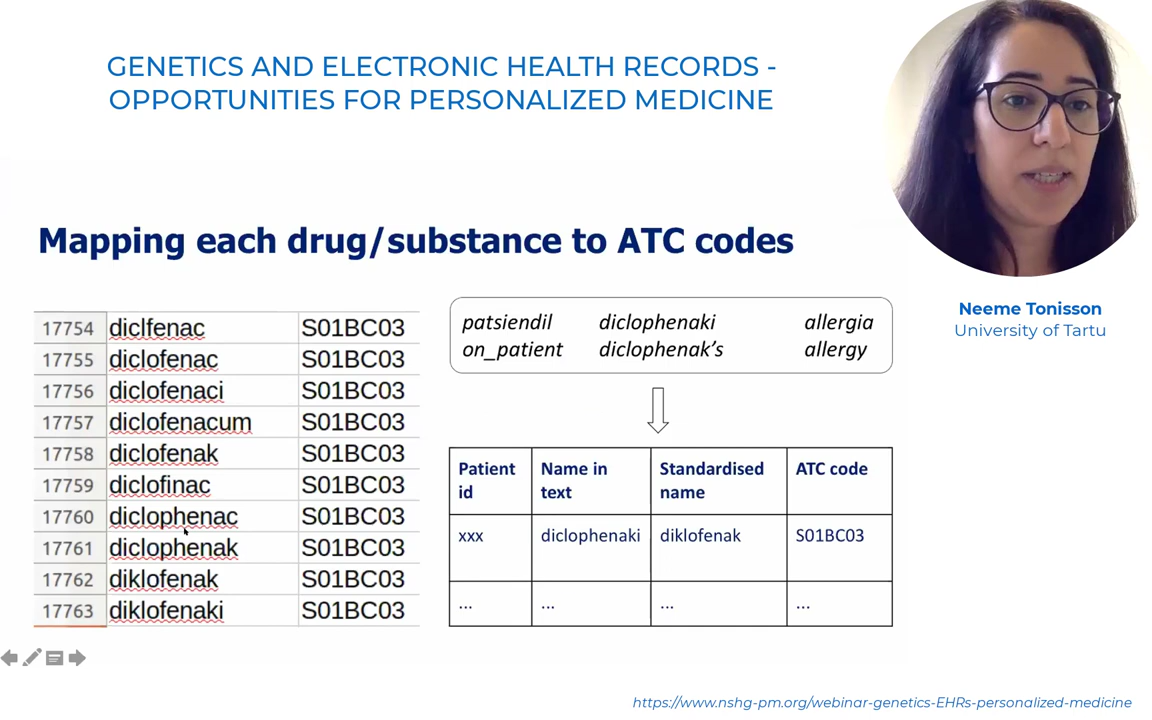 GENETICS AND ELECTRONIC HEALTH RECORDS -
OPPORTUNITIES FOR PERSONALIZED MEDICINE
Neeme Tonisson
University of Tartu
Mapping each drug/substance to ATC codes
17754 diclfenac S01BC03
17755 diclofenac S01BC03
17756 diclofenaci S01BC03
17757 diclofenacum S01BC03
17758 diclofenak S01BC03
17759 diclofinac S01BC03
17760 diclophenac S01BC03
17761 diclophenak S01BC03
17762 diklofenak S01BC03
17763 diklofenaki S01BC03
patsiendil diclophenaki allergia
on_patient diclophenak's allergy
Patient id Name in text Standardised name ATC code
xxx diclophenaki diklofenak S01BC03
... ... ... ...
https://www.nshg-pm.org/webinar-genetics-EHRs-personalized-medicine